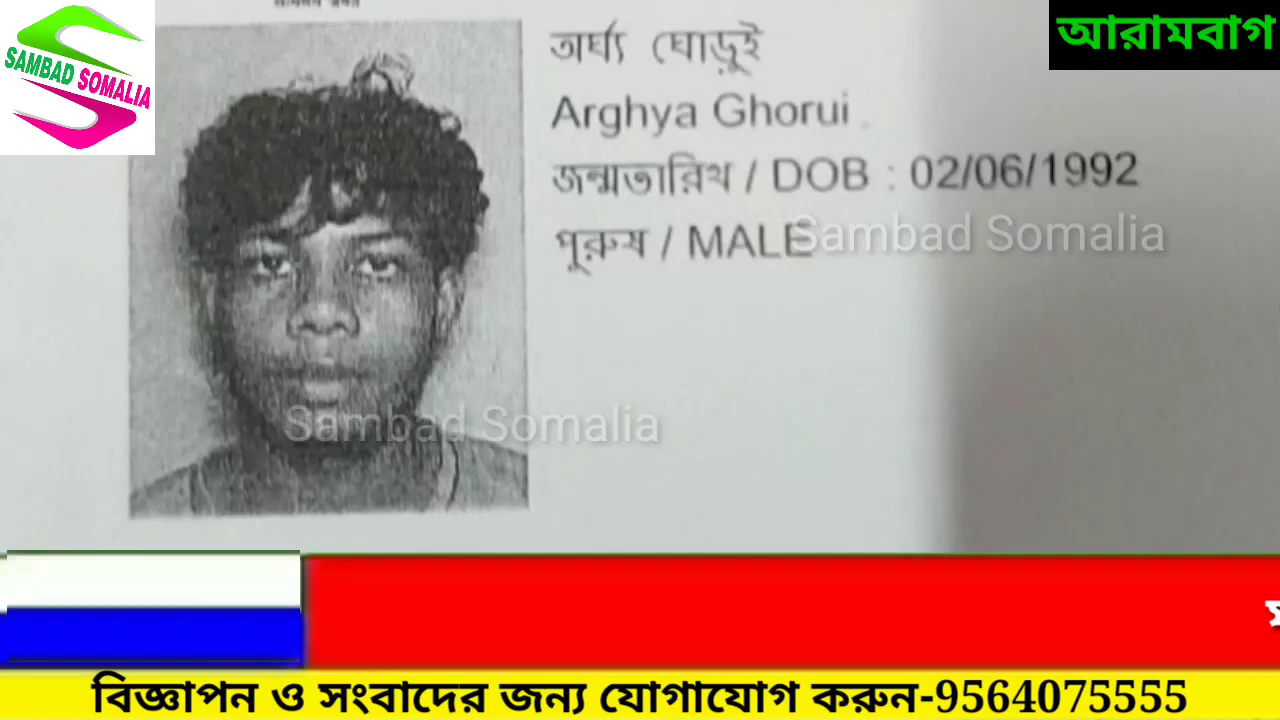 SAMBAD SOMALIA
আরামবাগ
অর্ঘ্য ঘোড়ুই
Arghya Ghorui
জন্মতারিখ / DOB : 02/06/1992
পুরুষ / MALE
Sambad Somalia
Sambad Somalia
বিজ্ঞাপন ও সংবাদের জন্য যোগাযোগ করুন-9564075555